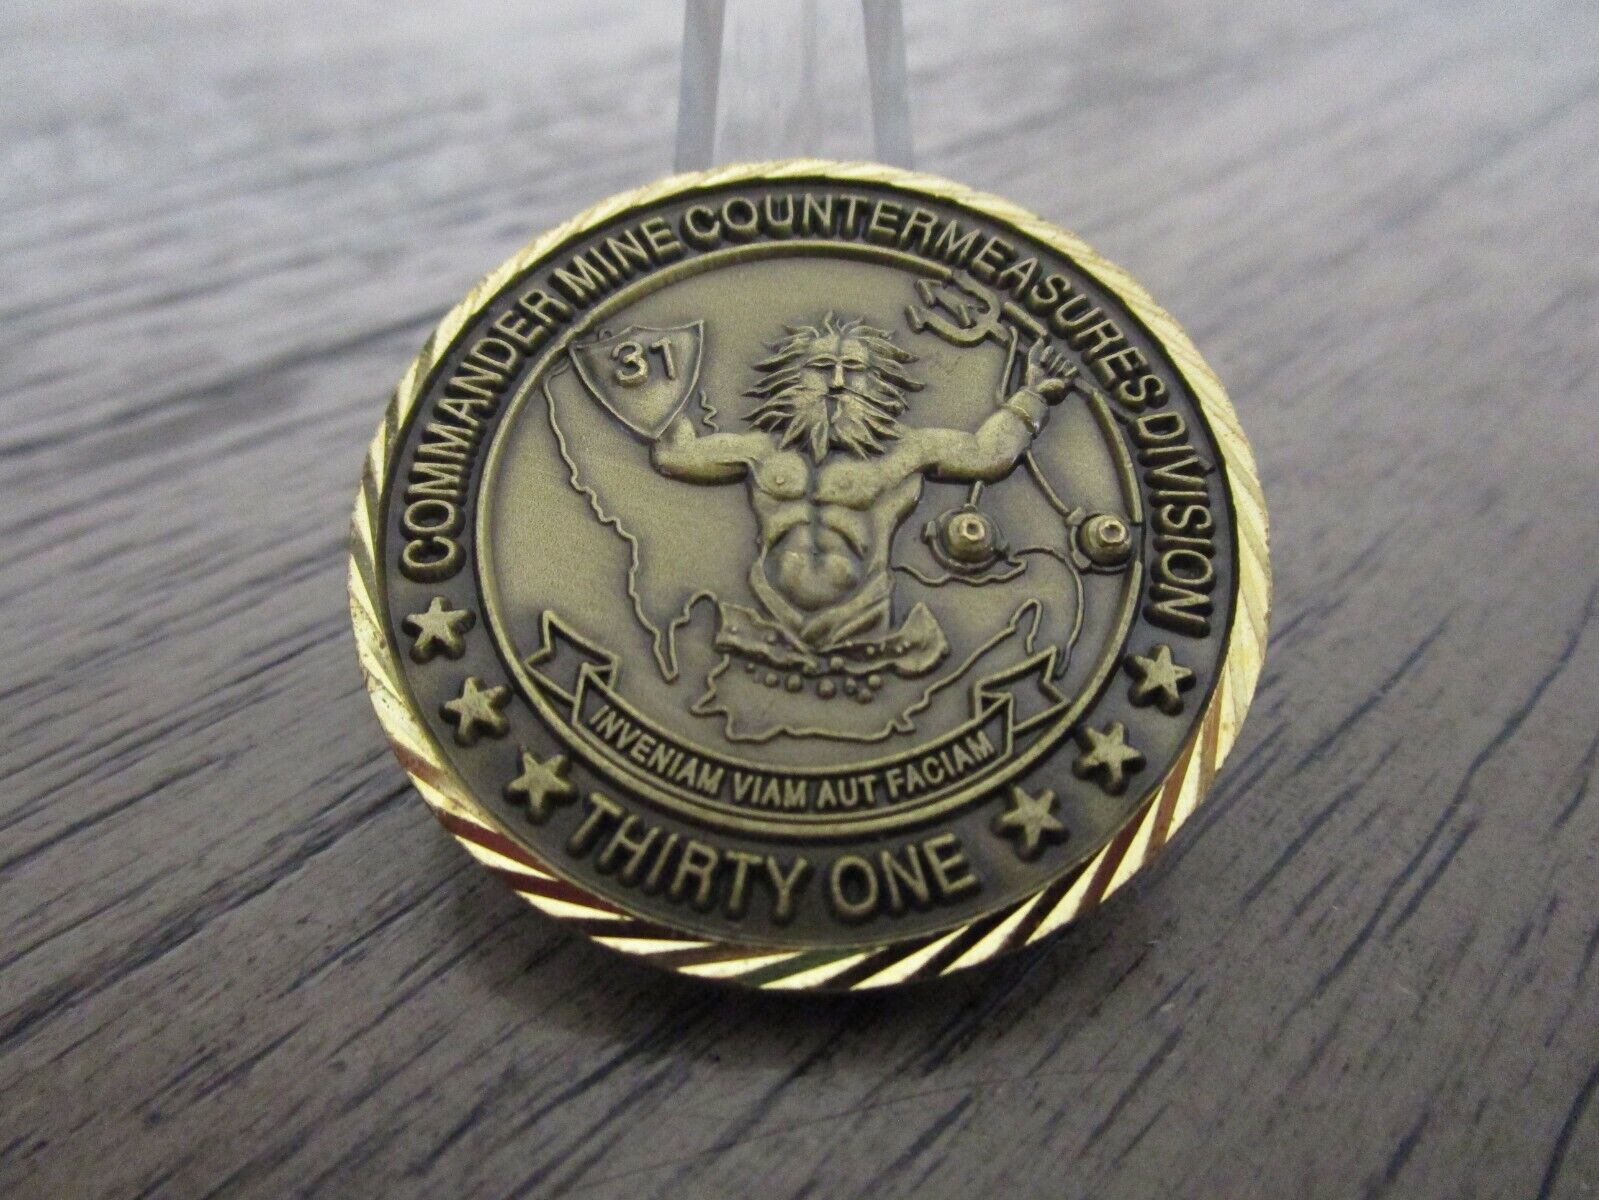 COMMANDER MINE COUNTERMEASURES DIVISION
31
INVENIAM VIAM AUT FACIAM
THIRTY ONE